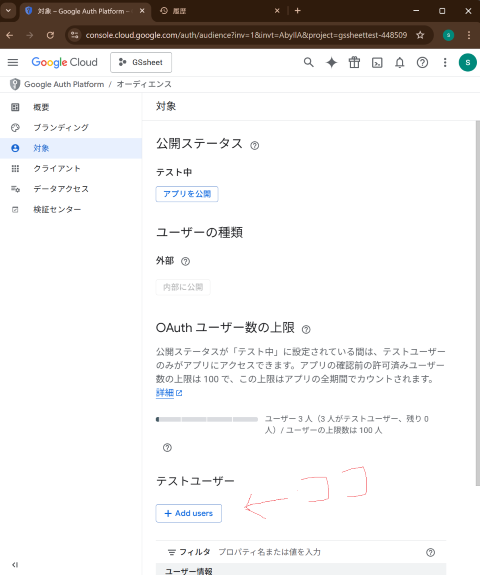 対象 – Google Auth Platform –
履歴
console.cloud.google.com/auth/audience?inv=1&invt=AbyllA&project=gssheettest-448509
S
Google Cloud
GSsheet
S
Google Auth Platform / オーディエンス
概要
ブランディング
対象
クライアント
データアクセス
検証センター
対象
公開ステータス
テスト中
アプリを公開
ユーザーの種類
外部
内部に公開
OAuth ユーザー数の上限
公開ステータスが「テスト中」に設定されている間は、テストユーザー
のみがアプリにアクセスできます。アプリの確認前の許可済みユーザー
数の上限は 100 で、この上限はアプリの全期間でカウントされます。
詳細
ユーザー 3 人（3 人がテストユーザー、残り 0
人）/ ユーザーの上限数は 100 人
テストユーザー
ココ
+ Add users
フィルタ プロパティ名または値を入力
ユーザー情報